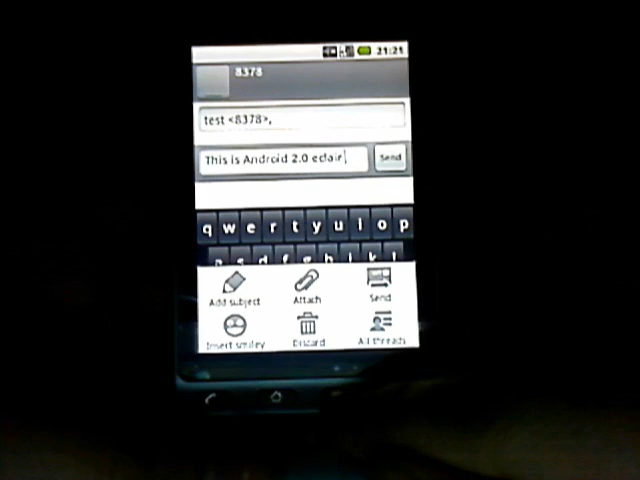 21:21
8378
test <8378>,
This is Android 2.0 eclair
Send
q w e r t y u i o p
a s d f g h j k l
Add subject
Attach
Send
Insert smiley
Discard
All threads